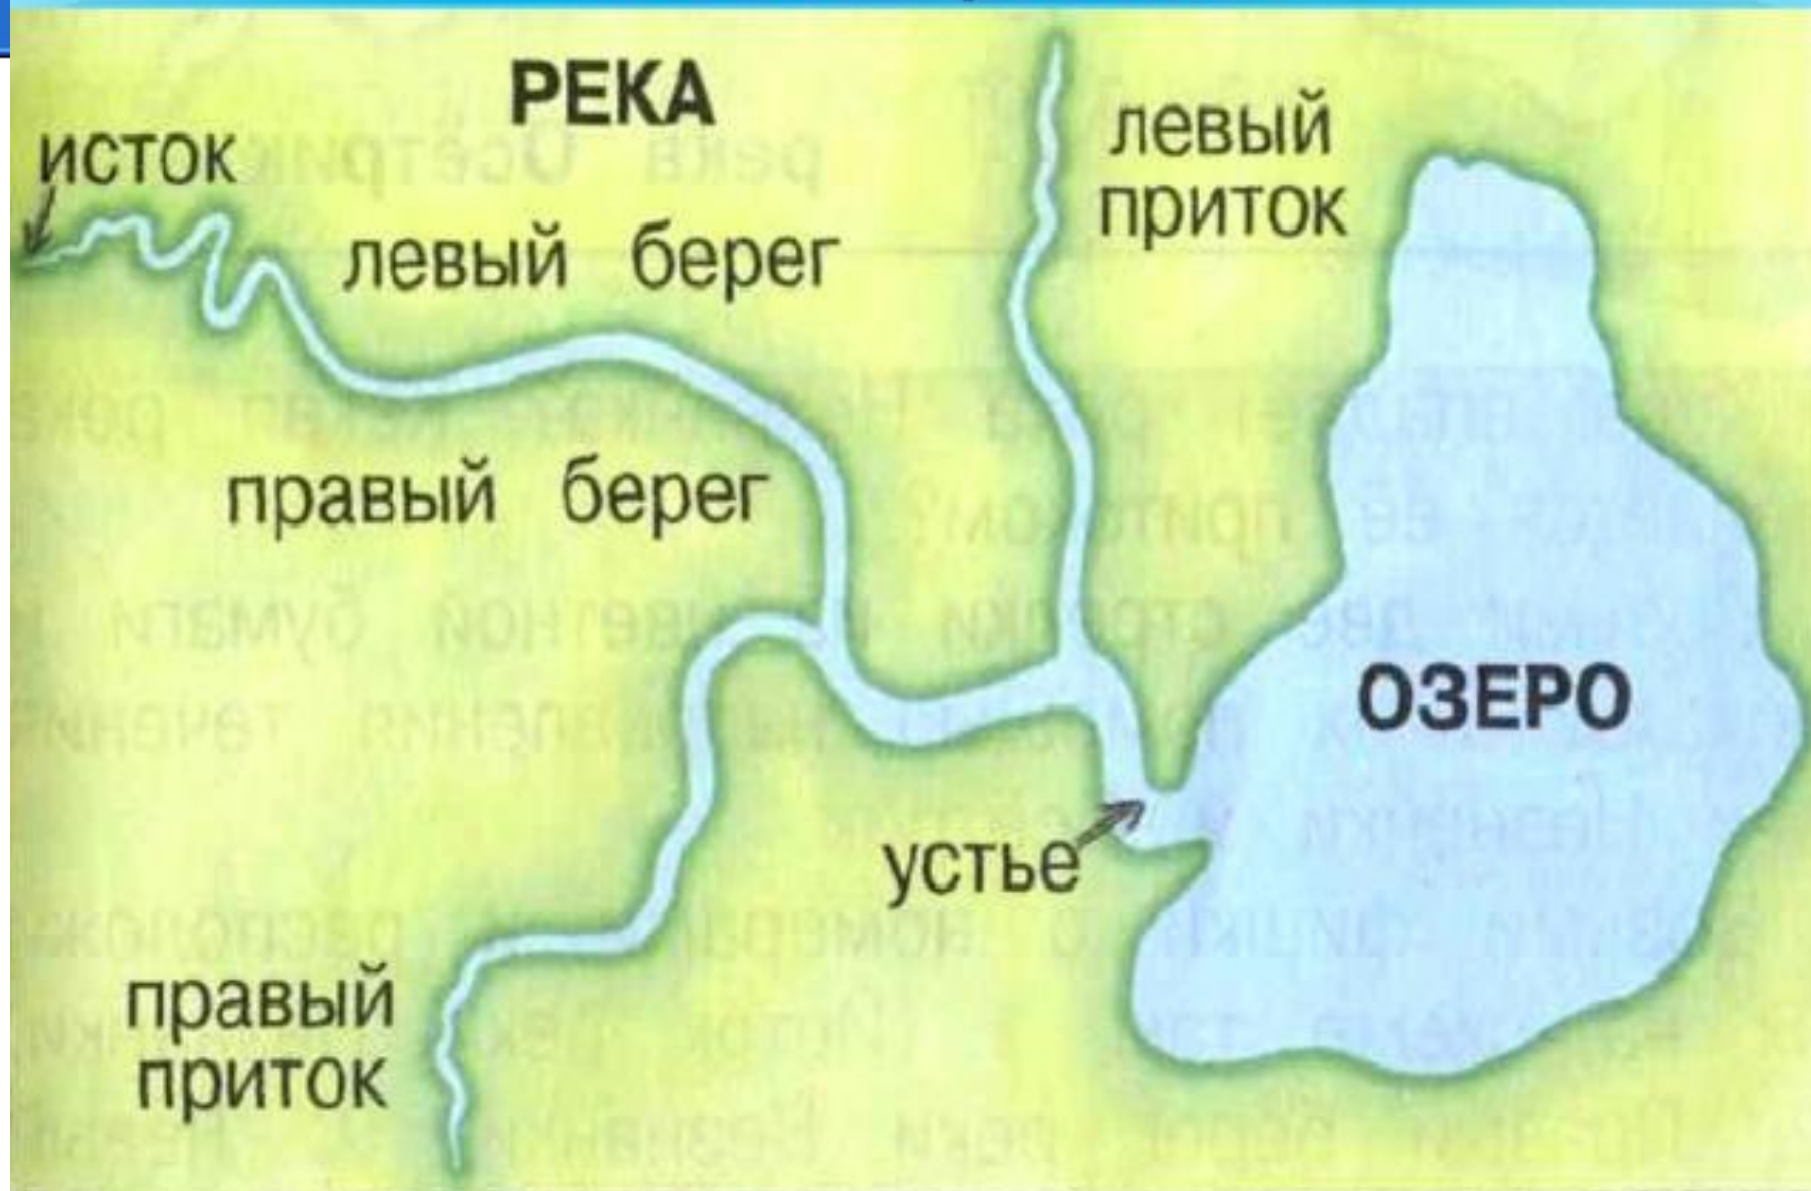 РЕКА
исток
левый берег
левый
приток
правый берег
ОЗЕРО
устье
правый
приток